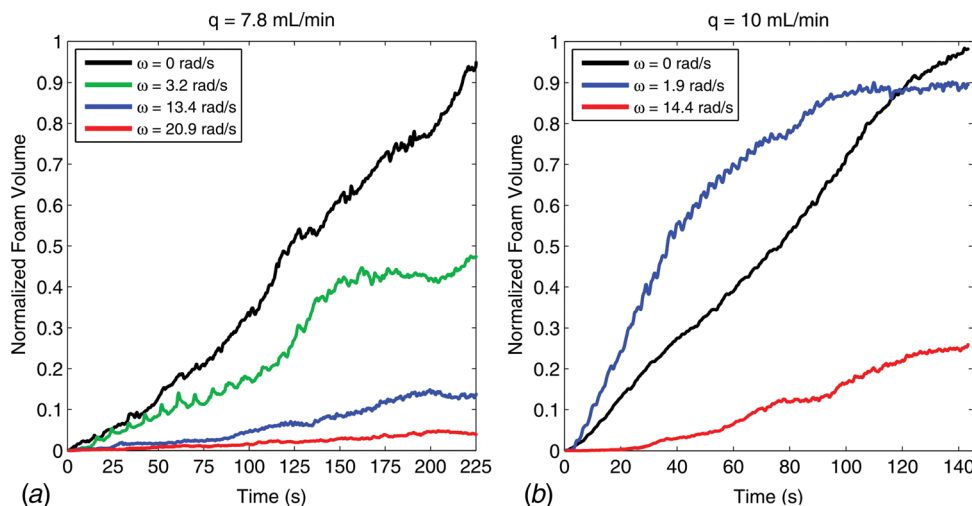 q = 7.8 mL/min
1
0.9
0.8
0.7
0.6
0.5
0.4
0.3
0.2
0.1
0
Normalized Foam Volume
ω = 0 rad/s
ω = 3.2 rad/s
ω = 13.4 rad/s
ω = 20.9 rad/s
0 25 50 75 100 125 150 175 200 225
(a)
Time (s)
q = 10 mL/min
1
0.9
0.8
0.7
0.6
0.5
0.4
0.3
0.2
0.1
0
Normalized Foam Volume
ω = 0 rad/s
ω = 1.9 rad/s
ω = 14.4 rad/s
0 20 40 60 80 100 120 140
(b)
Time (s)